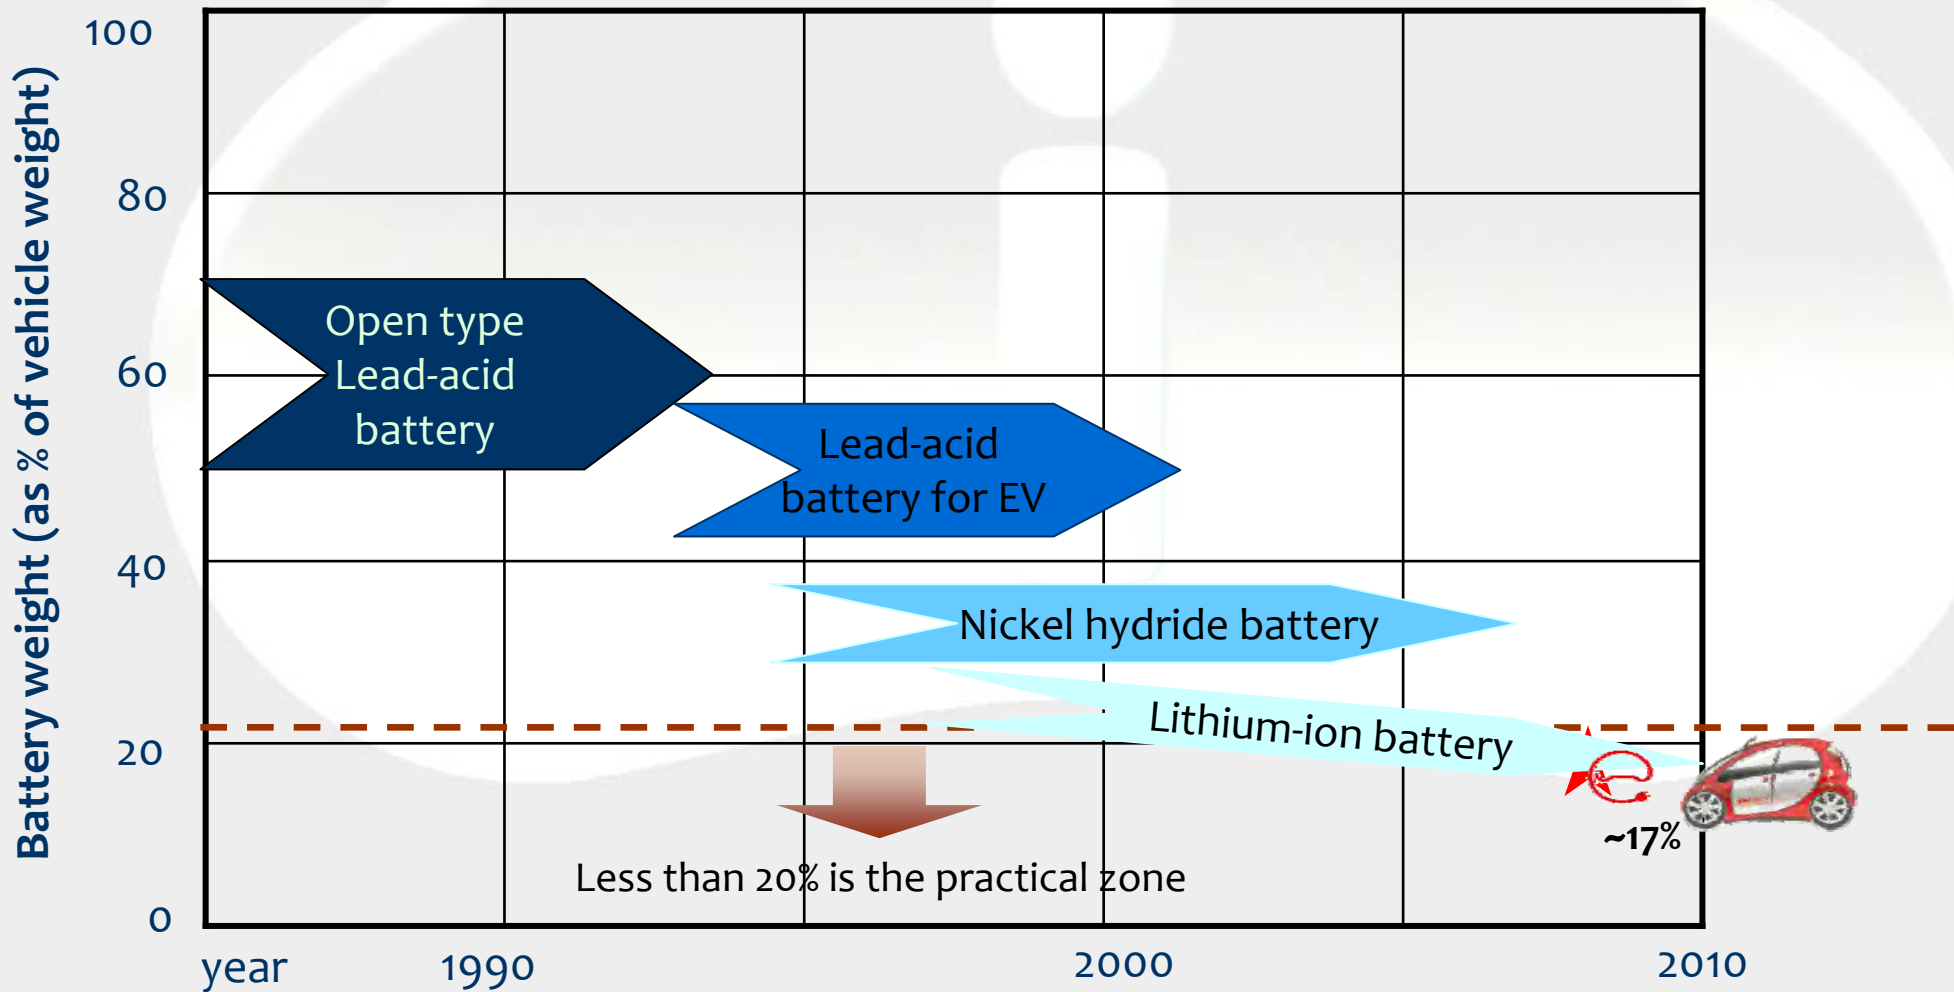 Battery weight (as % of vehicle weight)
100
80
60
40
20
0
Open type
Lead-acid
battery
Lead-acid
battery for EV
Nickel hydride battery
Lithium-ion battery
~17%
Less than 20% is the practical zone
year
1990
2000
2010